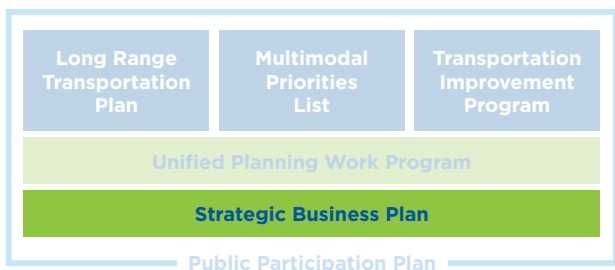 Long Range
Transportation
Plan
Multimodal
Priorities
List
Transportation
Improvement
Program
Unified Planning Work Program
Strategic Business Plan
Public Participation Plan